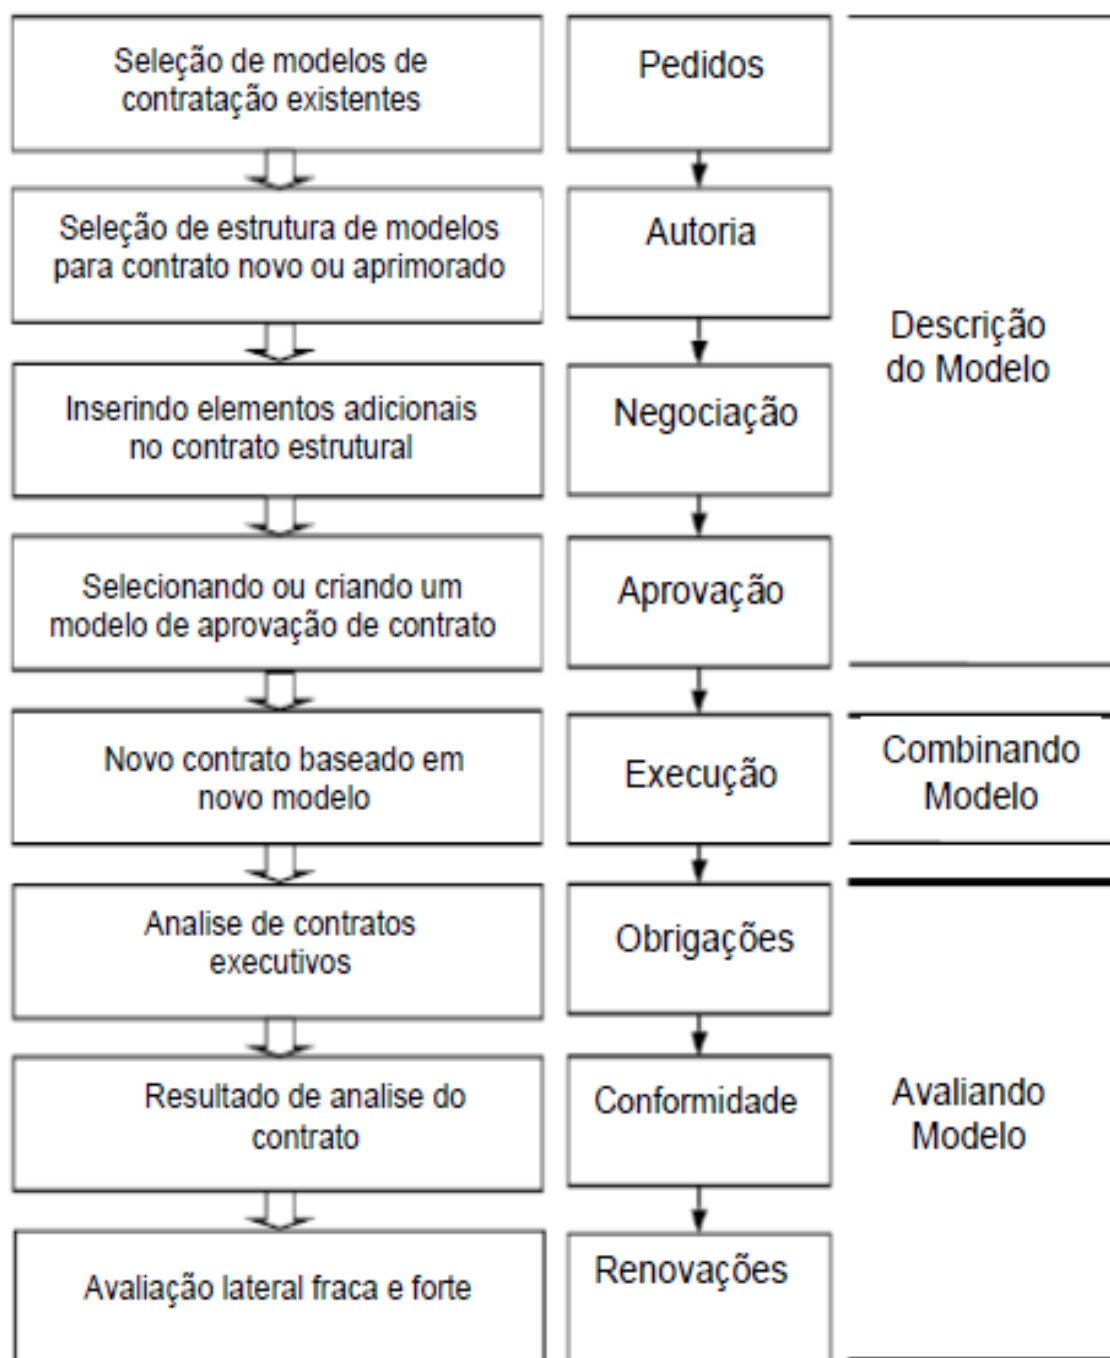 Seleção de modelos de
contratação existentes
Pedidos
Seleção de estrutura de modelos
para contrato novo ou aprimorado
Autoria
Inserindo elementos adicionais
no contrato estrutural
Negociação
Selecionando ou criando um
modelo de aprovação de contrato
Aprovação
Descrição
do Modelo
Novo contrato baseado em
novo modelo
Execução
Combinando
Modelo
Analise de contratos
executivos
Obrigações
Resultado de analise do
contrato
Conformidade
Avaliação lateral fraca e forte
Renovações
Avaliando
Modelo